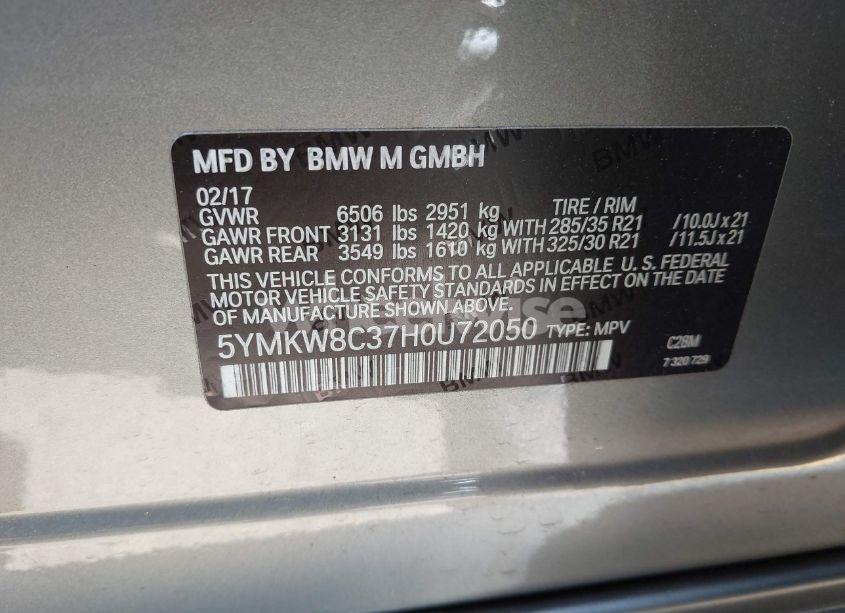 MFD BY BMW M GMBH
02/17
GVWR 6506 lbs 2951 kg TIRE / RIM
GAWR FRONT 3131 lbs 1420 kg WITH 285/35 R21 /10.0J x 21
GAWR REAR 3549 lbs 1610 kg WITH 325/30 R21 /11.5J x 21
THIS VEHICLE CONFORMS TO ALL APPLICABLE U.S. FEDERAL
MOTOR VEHICLE SAFETY STANDARDS IN EFFECT ON THE DATE
OF MANUFACTURE SHOWN ABOVE.
5YMKW8C37H0U72050 TYPE: MPV
C28M
7 320 729